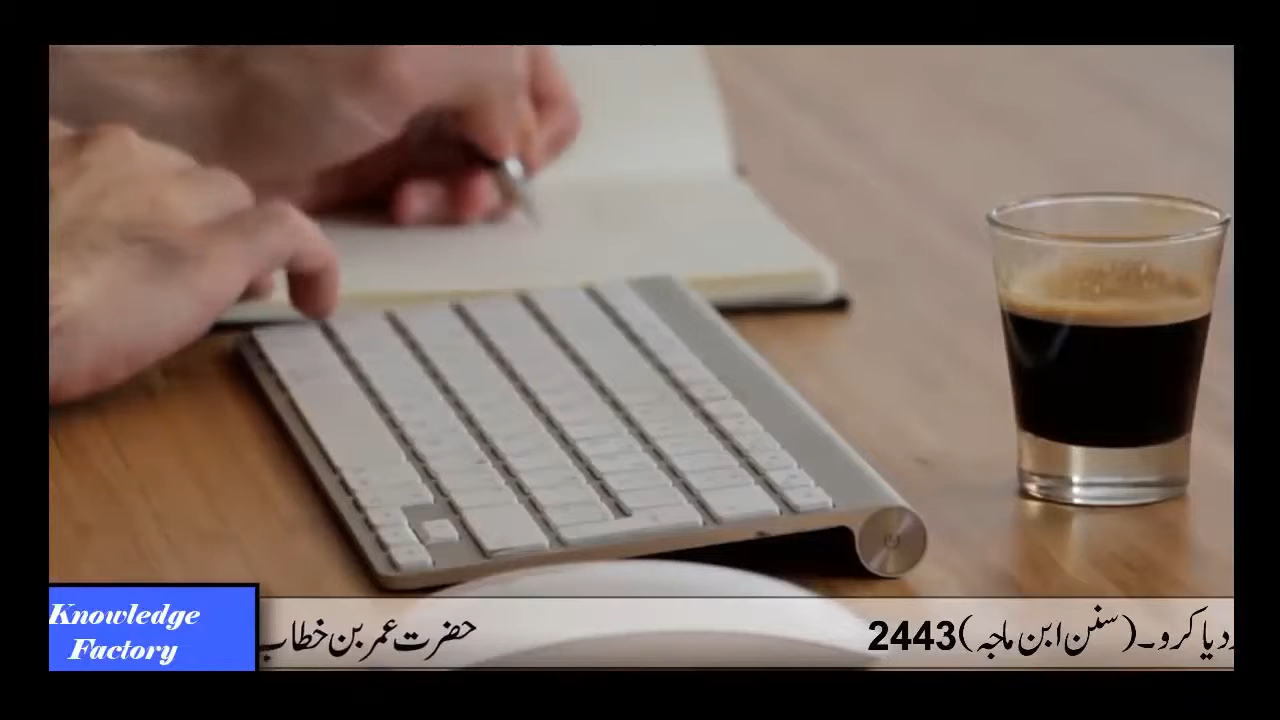 Knowledge
Factory
دیا کرو۔(سنن ابن ماجہ)2443
حضرت عمر بن خطاب